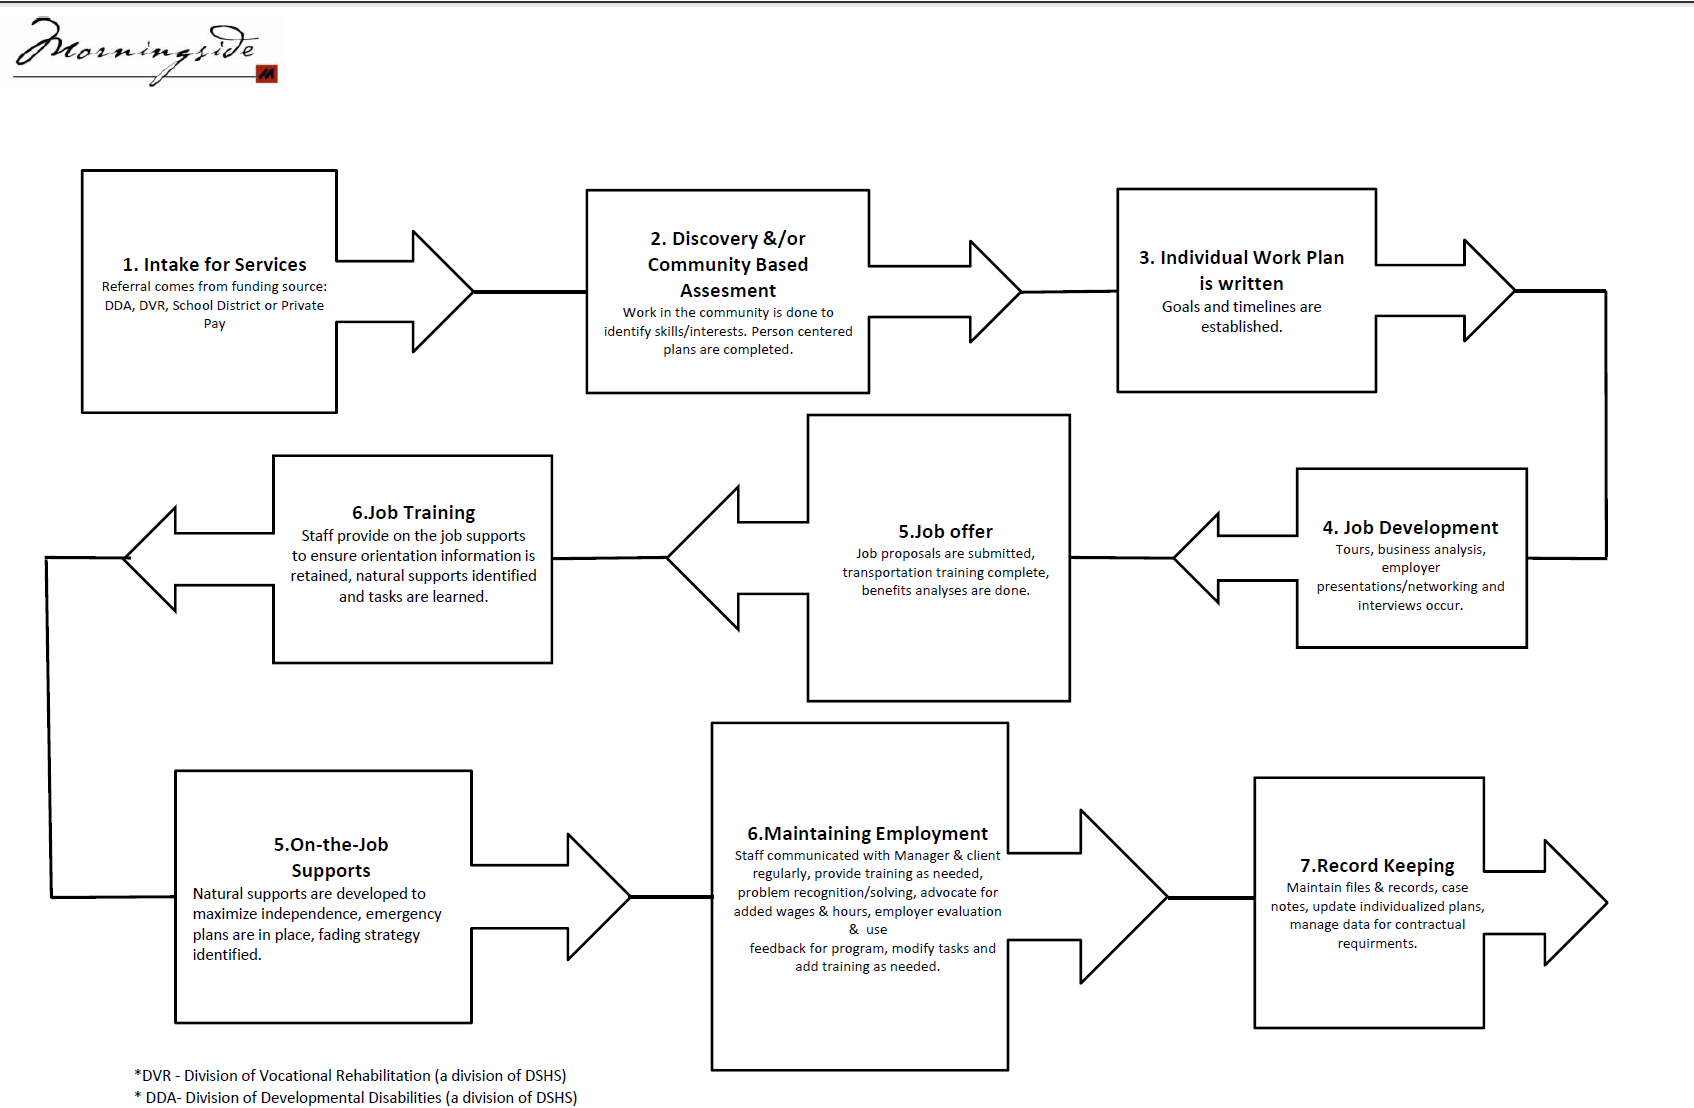 Morningside
M
1. Intake for Services
Referral comes from funding source:
DDA, DVR, School District or Private
Pay
2. Discovery &/or
Community Based
Assesment
Work in the community is done to
identify skills/interests. Person centered
plans are completed.
3. Individual Work Plan
is written
Goals and timelines are
established.
4. Job Development
Tours, business analysis,
employer
presentations/networking and
interviews occur.
5.Job offer
Job proposals are submitted,
transportation training complete,
benefits analyses are done.
6.Job Training
Staff provide on the job supports
to ensure orientation information is
retained, natural supports identified
and tasks are learned.
5.On-the-Job
Supports
Natural supports are developed to
maximize independence, emergency
plans are in place, fading strategy
identified.
6.Maintaining Employment
Staff communicated with Manager & client
regularly, provide training as needed,
problem recognition/solving, advocate for
added wages & hours, employer evaluation
& use
feedback for program, modify tasks and
add training as needed.
7.Record Keeping
Maintain files & records, case
notes, update individualized plans,
manage data for contractual
requirments.
*DVR - Division of Vocational Rehabilitation (a division of DSHS)
* DDA- Division of Developmental Disabilities (a division of DSHS)